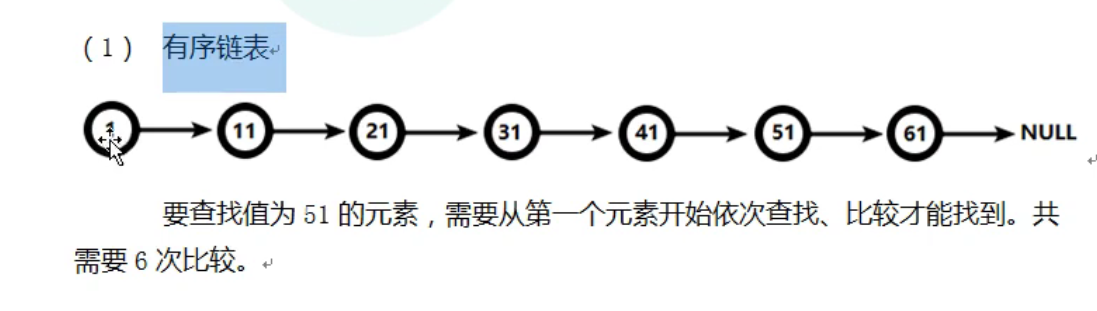 （1） 有序链表
11 21 31 41 51 61 NULL
要查找值为 51 的元素，需要从第一个元素开始依次查找、比较才能找到。共
需要 6 次比较。